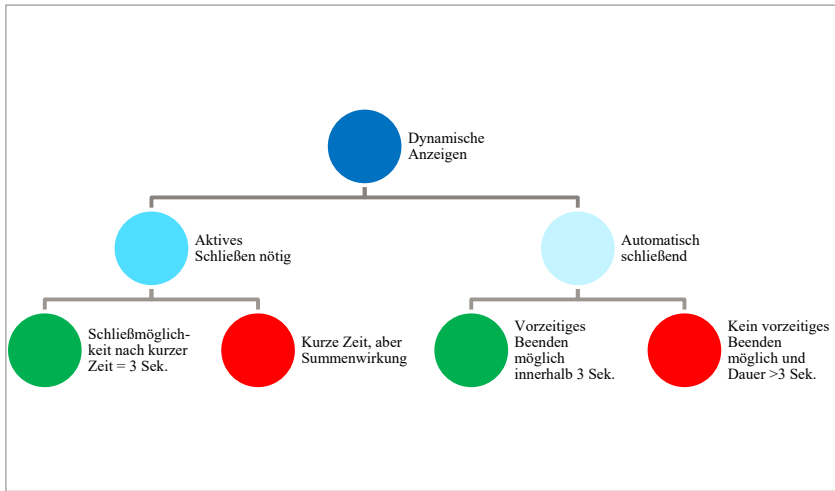 Dynamische
Anzeigen
Aktives
Schließen nötig
Automatisch
schließend
Schließmöglich-
keit nach kurzer
Zeit = 3 Sek.
Kurze Zeit, aber
Summenwirkung
Vorzeitiges
Beenden
möglich
innerhalb 3 Sek.
Kein vorzeitiges
Beenden
möglich und
Dauer >3 Sek.